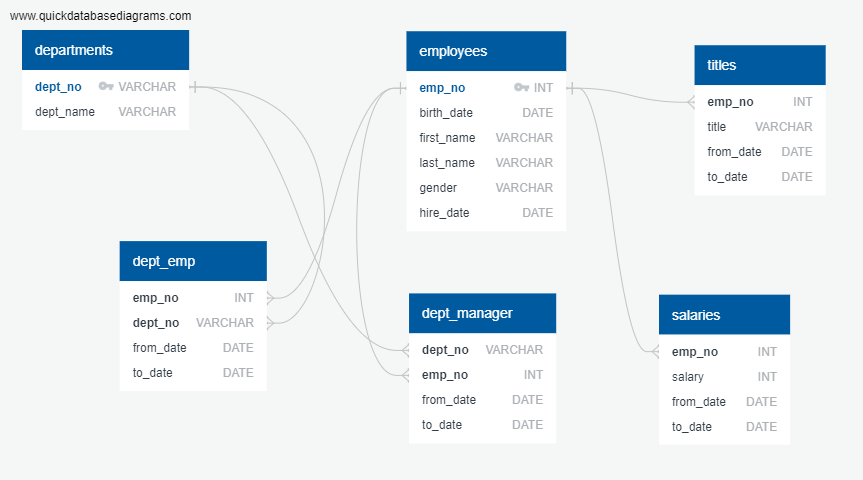 www.quickdatabasediagrams.com
departments
dept_no VARCHAR
dept_name VARCHAR
employees
emp_no INT
birth_date DATE
first_name VARCHAR
last_name VARCHAR
gender VARCHAR
hire_date DATE
titles
emp_no INT
title VARCHAR
from_date DATE
to_date DATE
dept_emp
emp_no INT
dept_no VARCHAR
from_date DATE
to_date DATE
dept_manager
dept_no VARCHAR
emp_no INT
from_date DATE
to_date DATE
salaries
emp_no INT
salary INT
from_date DATE
to_date DATE